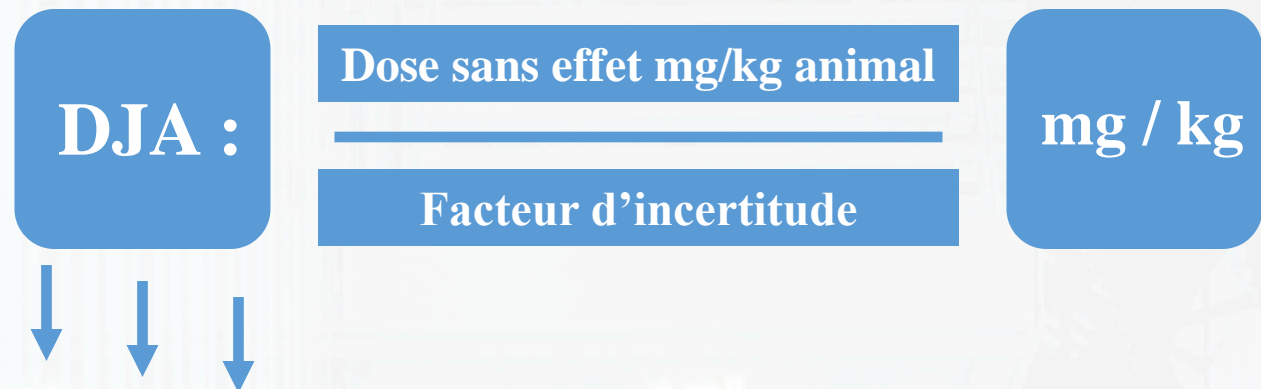 DJA :
Dose sans effet mg/kg animal
Facteur d’incertitude
mg / kg